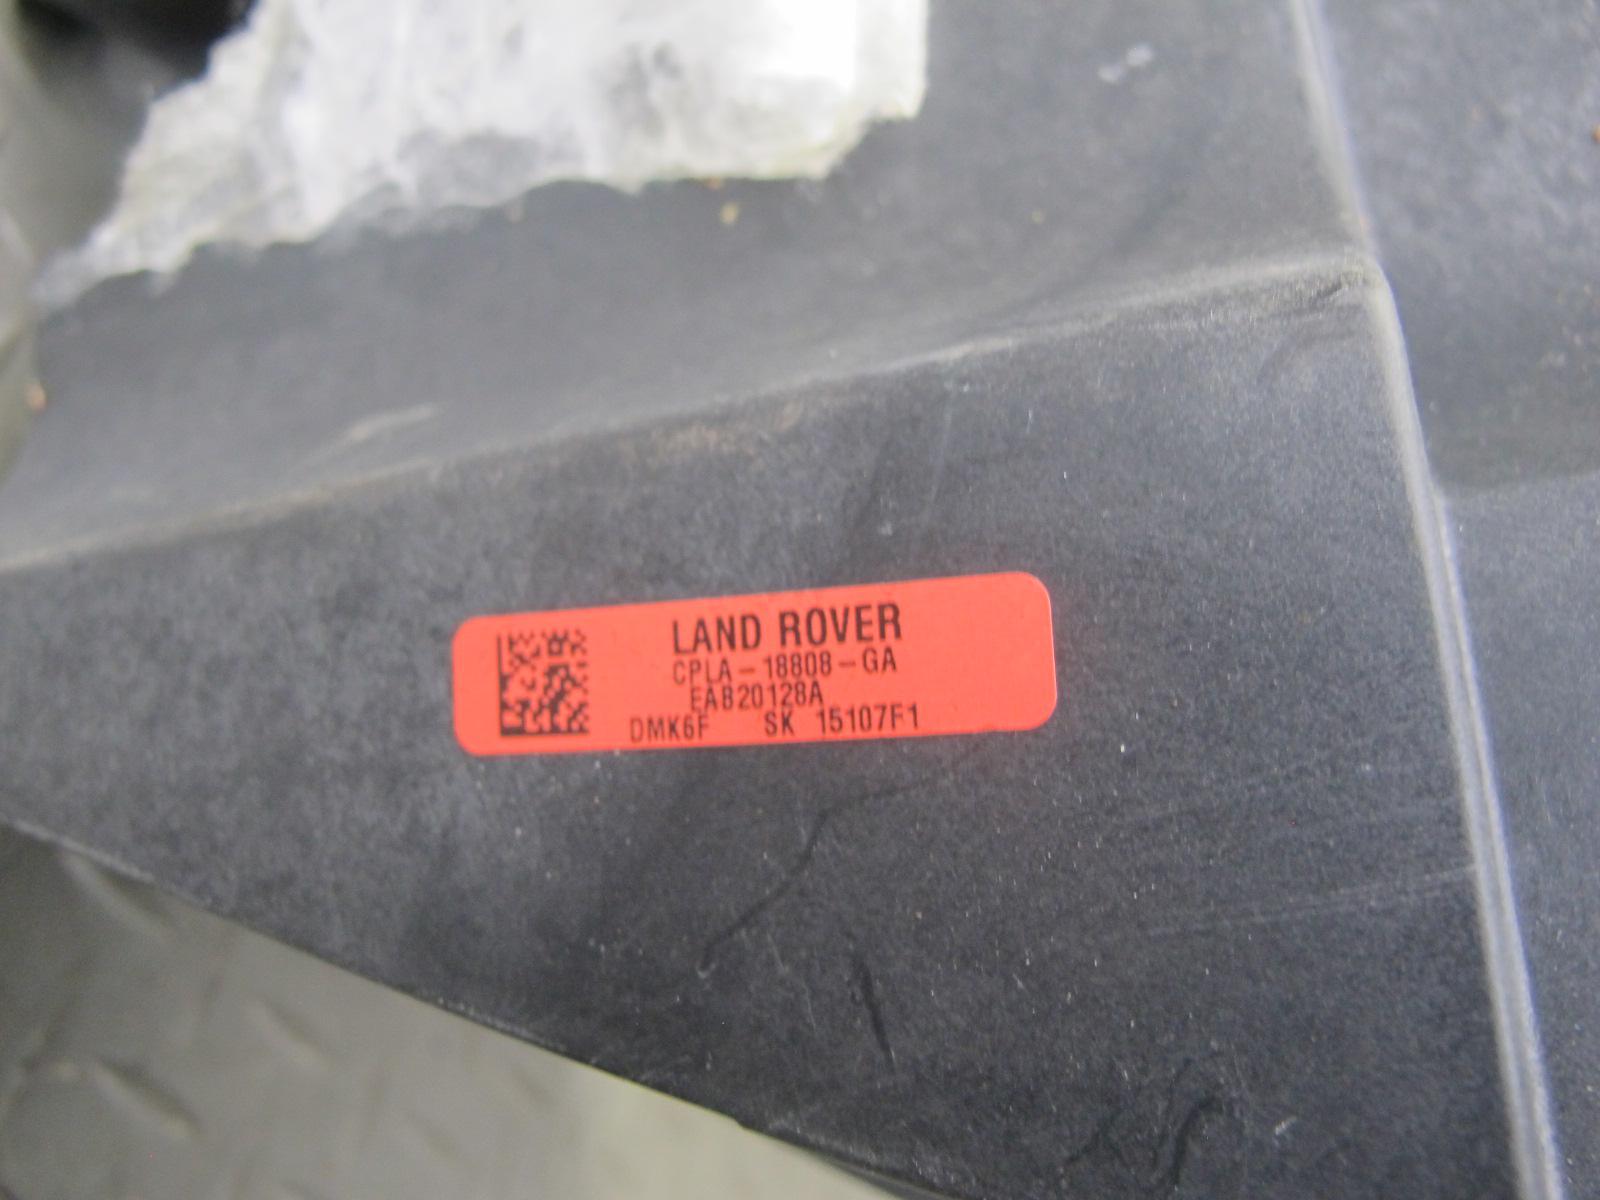 LAND ROVER
CPLA-18808-GA
EAB20128A
DMK6F SK 15107F1